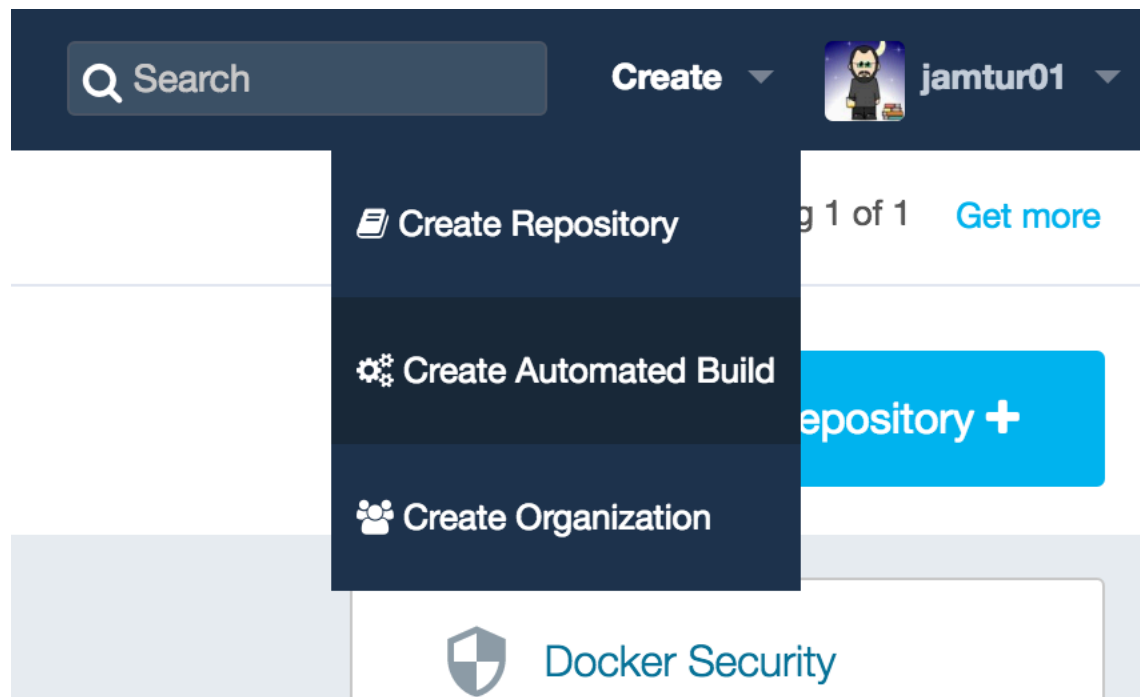 Search
Create
jamtur01
Create Repository
g 1 of 1
Get more
Create Automated Build
epository +
Create Organization
Docker Security